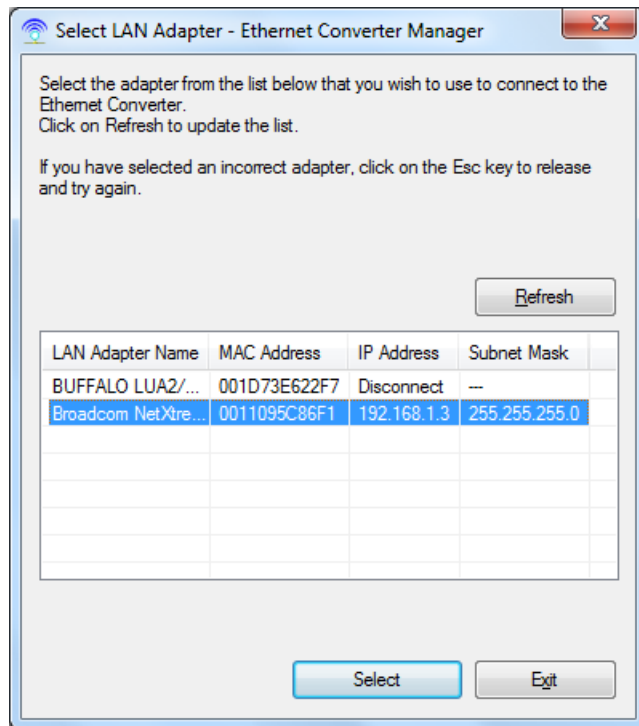 Select LAN Adapter - Ethernet Converter Manager
Select the adapter from the list below that you wish to use to connect to the
Ethernet Converter.
Click on Refresh to update the list.
If you have selected an incorrect adapter, click on the Esc key to release
and try again.
Refresh
LAN Adapter Name MAC Address IP Address Subnet Mask
BUFFALO LUA2/... 001D73E622F7 Disconnect ---
Broadcom NetXtre... 0011095C86F1 192.168.1.3 255.255.255.0
Select Exit